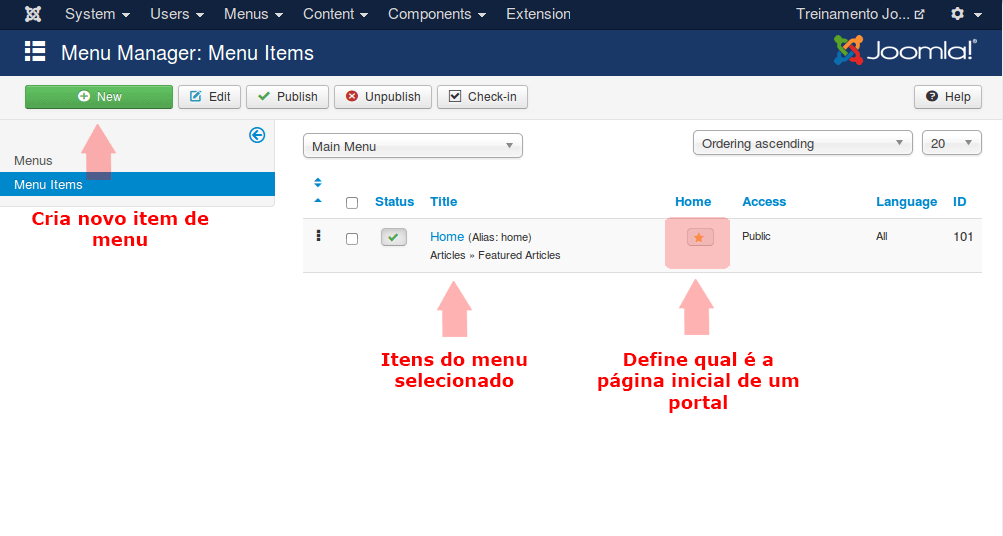 System Users Menus Content Components Extension Treinamento Jo...
Menu Manager: Menu Items Joomla!®
New Edit Publish Unpublish Check-in Help
Menus
Menu Items
Main Menu Ordering ascending 20
Status Title Home Access Language ID
Home (Alias: home) Public All 101
Articles » Featured Articles
Cria novo item de
menu
Itens do menu
selecionado
Define qual é a
página inicial de um
portal